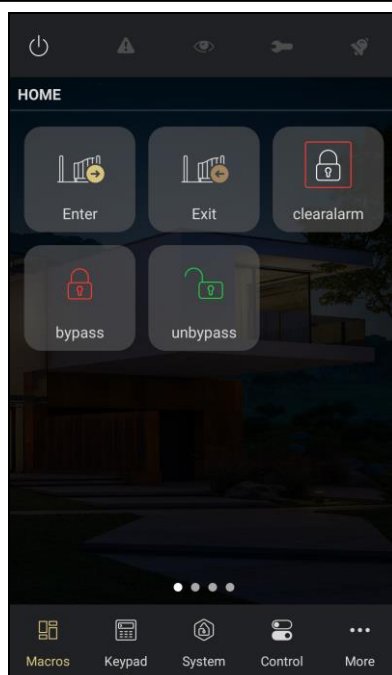 HOME
Enter
Exit
clearalarm
bypass
unbypass
Macros
Keypad
System
Control
More